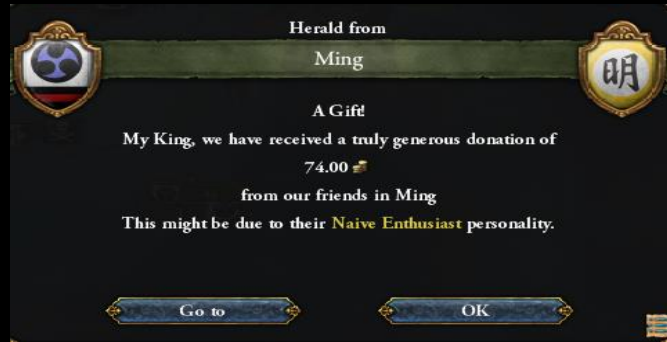 Herald from
Ming
明
A Gift!
My King, we have received a truly generous donation of
74.00
from our friends in Ming
This might be due to their Naive Enthusiast personality.
Go to
OK